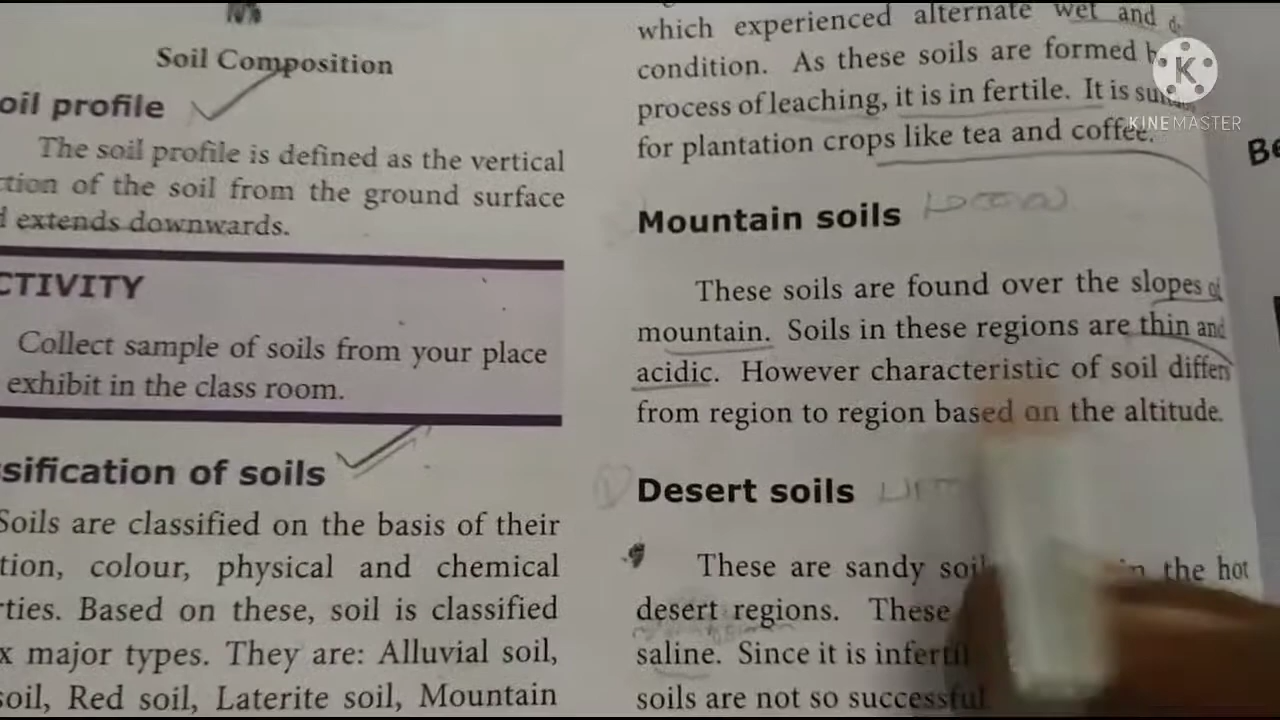 Soil Composition
oil profile
The soil profile is defined as the vertical
ction of the soil from the ground surface
d extends downwards.
CTIVITY
Collect sample of soils from your place
exhibit in the class room.
sification of soils
Soils are classified on the basis of their
tion, colour, physical and chemical
rties. Based on these, soil is classified
x major types. They are: Alluvial soil,
soil, Red soil, Laterite soil, Mountain
which experienced alternate wet and
condition. As these soils are formed b
process of leaching, it is in fertile. It is
for plantation crops like tea and coffee.
Mountain soils
These soils are found over the slopes of
mountain. Soils in these regions are thin and
acidic. However characteristic of soil differ
from region to region based on the altitude.
Desert soils
These are sandy soil in the hot
desert regions. These
saline. Since it is inferti
soils are not so successful
K
KINEMASTER
Be